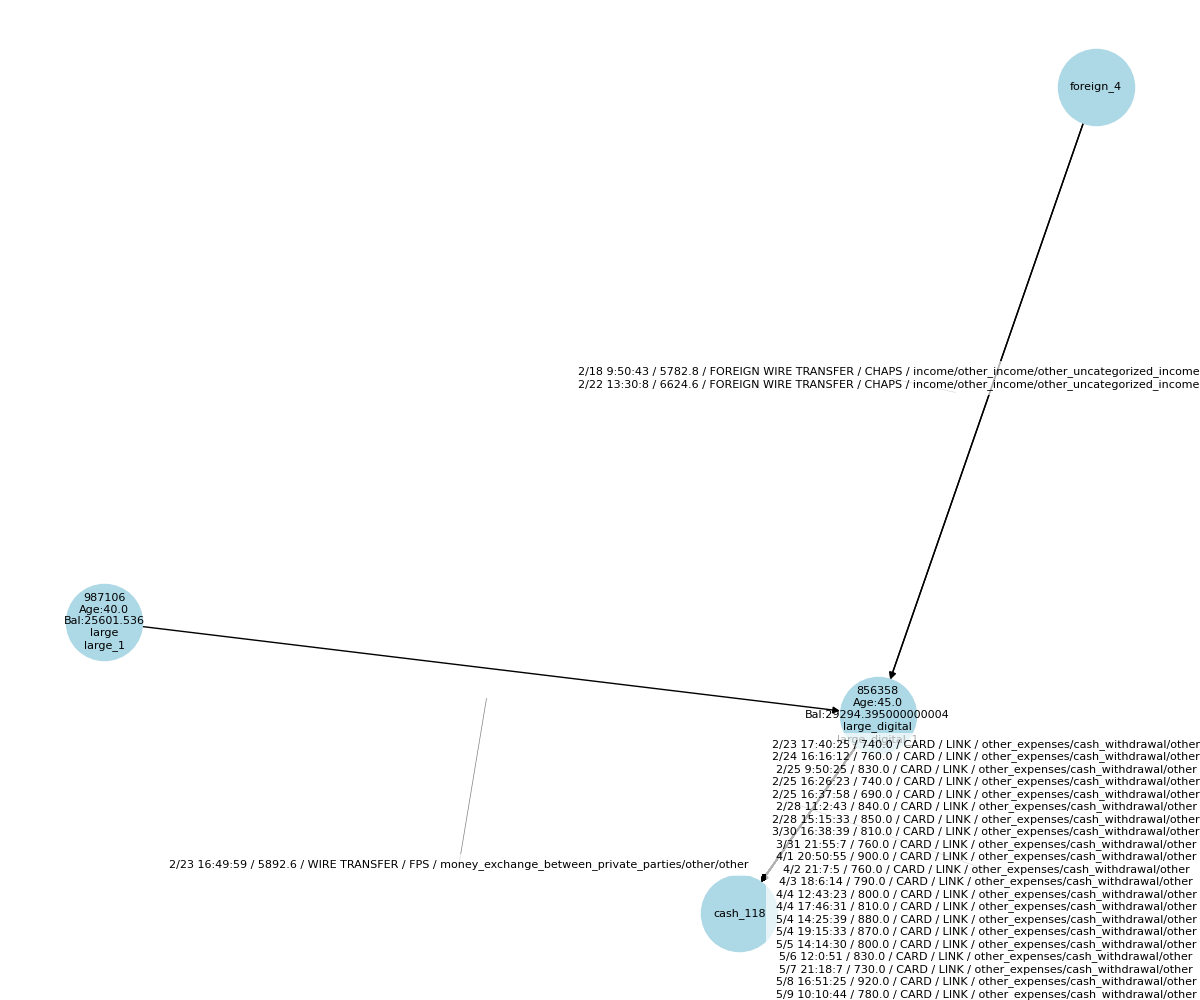 foreign_4
2/18 9:50:43 / 5782.8 / FOREIGN WIRE TRANSFER / CHAPS / income/other_income/other_uncategorized_income
2/22 13:30:8 / 6624.6 / FOREIGN WIRE TRANSFER / CHAPS / income/other_income/other_uncategorized_income
987106
Age:40.0
Bal:25601.536
large
large_1
856358
Age:45.0
Bal:29294.395000000004
large_digital
large_digital_1
2/23 17:40:25 / 740.0 / CARD / LINK / other_expenses/cash_withdrawal/other
2/24 16:16:12 / 760.0 / CARD / LINK / other_expenses/cash_withdrawal/other
2/25 9:50:25 / 830.0 / CARD / LINK / other_expenses/cash_withdrawal/other
2/25 16:26:23 / 740.0 / CARD / LINK / other_expenses/cash_withdrawal/other
2/25 16:37:58 / 690.0 / CARD / LINK / other_expenses/cash_withdrawal/other
2/28 11:2:43 / 840.0 / CARD / LINK / other_expenses/cash_withdrawal/other
2/28 15:15:33 / 850.0 / CARD / LINK / other_expenses/cash_withdrawal/other
3/30 16:38:39 / 810.0 / CARD / LINK / other_expenses/cash_withdrawal/other
3/31 21:55:7 / 760.0 / CARD / LINK / other_expenses/cash_withdrawal/other
4/1 20:50:55 / 900.0 / CARD / LINK / other_expenses/cash_withdrawal/other
4/2 21:7:5 / 760.0 / CARD / LINK / other_expenses/cash_withdrawal/other
4/3 18:6:14 / 790.0 / CARD / LINK / other_expenses/cash_withdrawal/other
4/4 12:43:23 / 800.0 / CARD / LINK / other_expenses/cash_withdrawal/other
4/4 17:46:31 / 810.0 / CARD / LINK / other_expenses/cash_withdrawal/other
5/4 14:25:39 / 880.0 / CARD / LINK / other_expenses/cash_withdrawal/other
5/4 19:15:33 / 870.0 / CARD / LINK / other_expenses/cash_withdrawal/other
5/5 14:14:30 / 800.0 / CARD / LINK / other_expenses/cash_withdrawal/other
5/6 12:0:51 / 830.0 / CARD / LINK / other_expenses/cash_withdrawal/other
5/7 21:18:7 / 730.0 / CARD / LINK / other_expenses/cash_withdrawal/other
5/8 16:51:25 / 920.0 / CARD / LINK / other_expenses/cash_withdrawal/other
5/9 10:10:44 / 780.0 / CARD / LINK / other_expenses/cash_withdrawal/other
2/23 16:49:59 / 5892.6 / WIRE TRANSFER / FPS / money_exchange_between_private_parties/other/other
cash_118